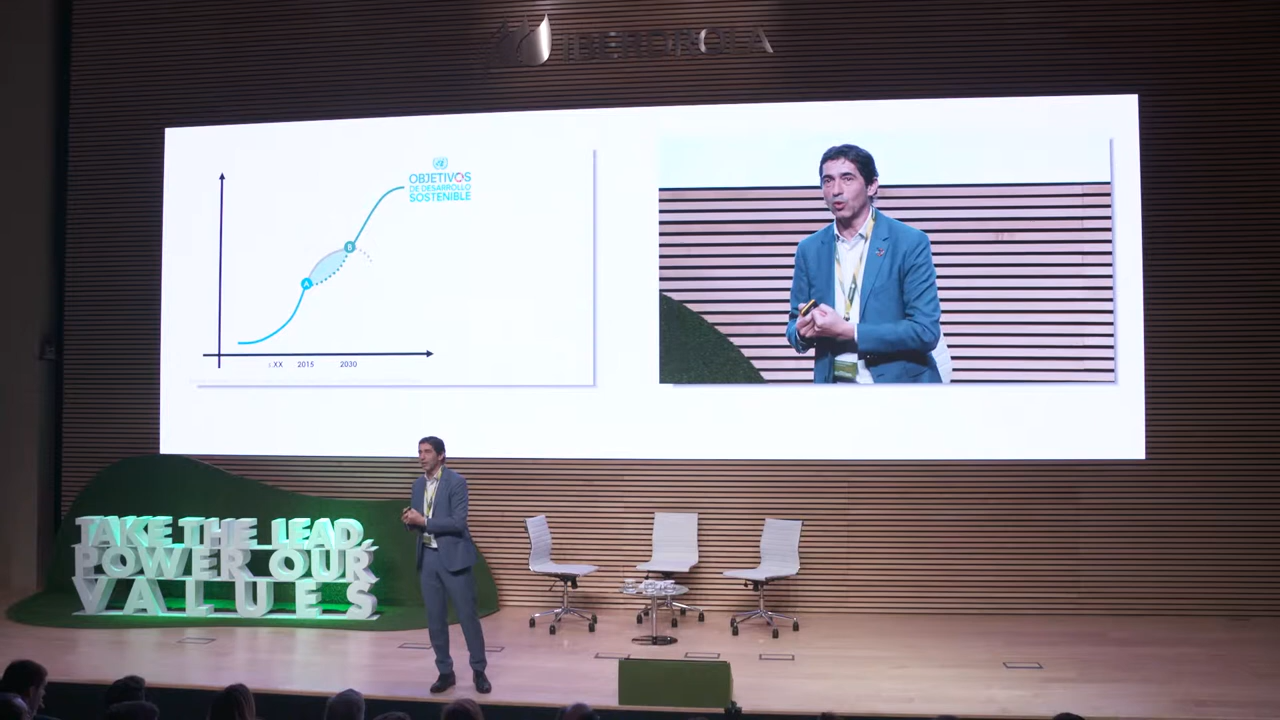 IBERDROLA
OBJETIVOS
DE DESARROLLO
SOSTENIBLE
A
B
2015
2030
TAKE THE LEAD,
POWER OUR
VALUES